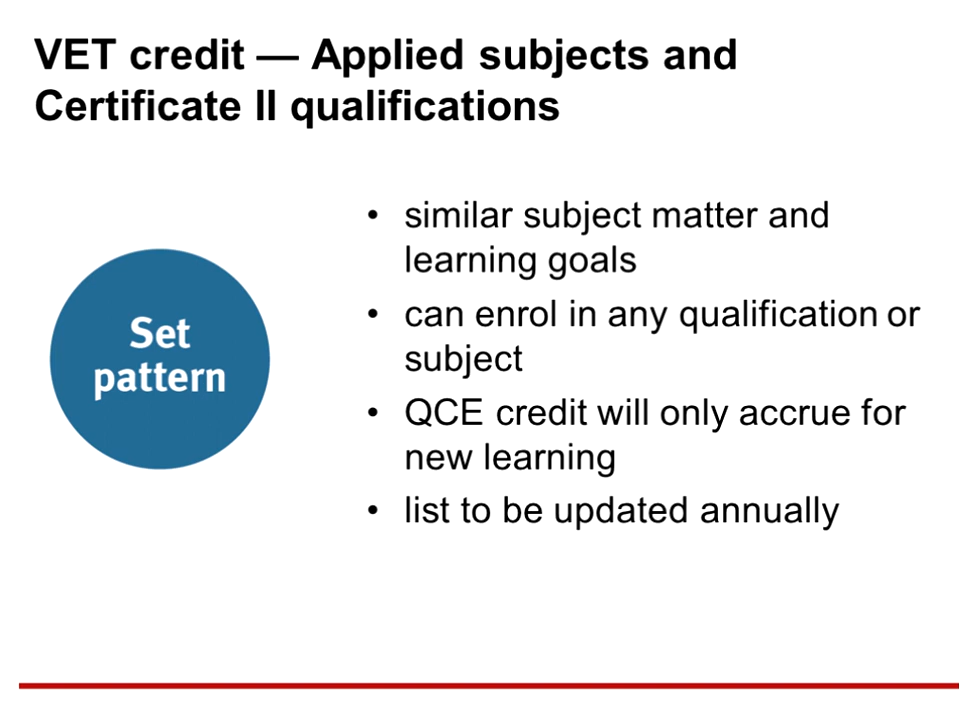 VET credit — Applied subjects and
Certificate II qualifications
Set
pattern
• similar subject matter and
learning goals
• can enrol in any qualification or
subject
• QCE credit will only accrue for
new learning
• list to be updated annually